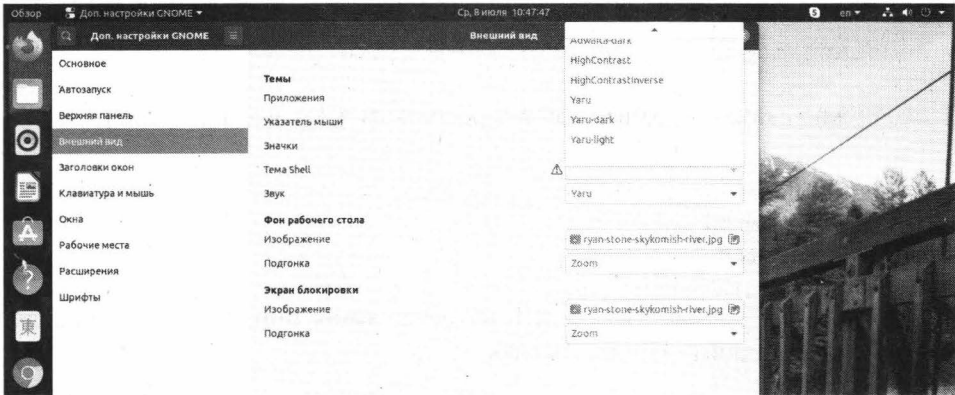 Обзор Доп. настройки GNOME Ср, 8 июля 10:47:47 en
Доп. настройки GNOME Внешний вид
Основное
Автозапуск
Верхняя панель
Внешний вид
Заголовки окон
Клавиатура и мышь
Окна
Рабочие места
Расширения
Шрифты
Темы
Приложения
Указатель мыши
Значки
Тема Shell
Звук
Adwaita-dark
HighContrast
HighContrastInverse
Yaru
Yaru-dark
Yaru-light
Yaru
Фон рабочего стола
Изображение ryan-stone-skykomish-river.jpg
Подгонка Zoom
Экран блокировки
Изображение ryan-stone-skykomish-river.jpg
Подгонка Zoom
東